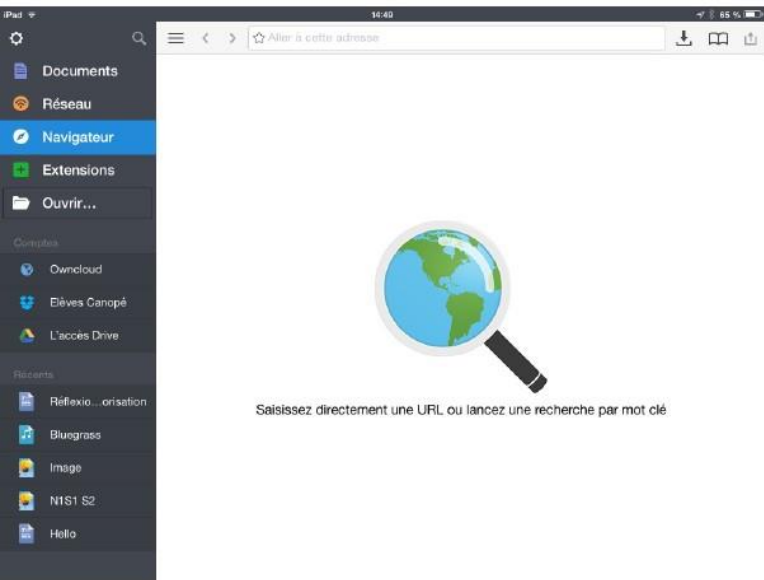 iPad
14:49
65 %
Aller à cette adresse
Documents
Réseau
Navigateur
Extensions
Ouvrir...
Comptes
Owncloud
Elèves Canopé
L'accès Drive
Récents
Réflexio...orisation
Bluegrass
Image
N1S1 S2
Hello
Saisissez directement une URL ou lancez une recherche par mot clé